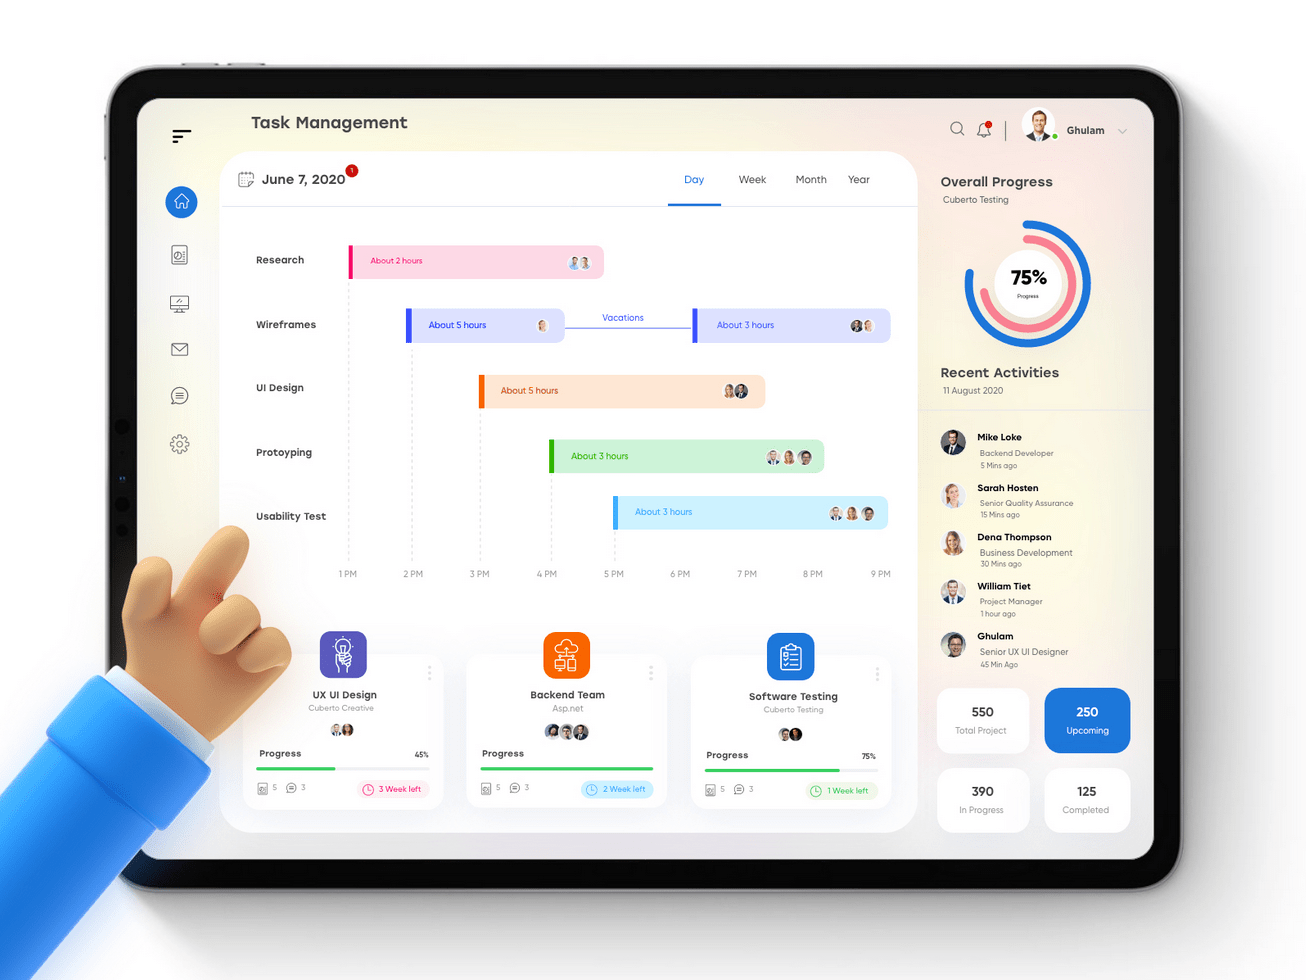 Task Management
Ghulam
June 7, 2020
1
Day Week Month Year
Research
About 2 hours
Wireframes
About 5 hours
Vacations
About 3 hours
UI Design
About 5 hours
Protoyping
About 3 hours
Usability Test
About 3 hours
1 PM 2 PM 3 PM 4 PM 5 PM 6 PM 7 PM 8 PM 9 PM
UX UI Design
Cuberto Creative
Progress 45%
5 3 3 Week left
Backend Team
Asp.net
Progress
5 3 2 Week left
Software Testing
Cuberto Testing
Progress 75%
5 3 1 Week left
Overall Progress
Cuberto Testing
75%
Progress
Recent Activities
11 August 2020
Mike Loke
Backend Developer
5 Mins ago
Sarah Hosten
Senior Quality Assurance
15 Mins ago
Dena Thompson
Business Development
30 Mins ago
William Tiet
Project Manager
1 hour ago
Ghulam
Senior UX UI Designer
45 Min Ago
550
Total Project
250
Upcoming
390
In Progress
125
Completed